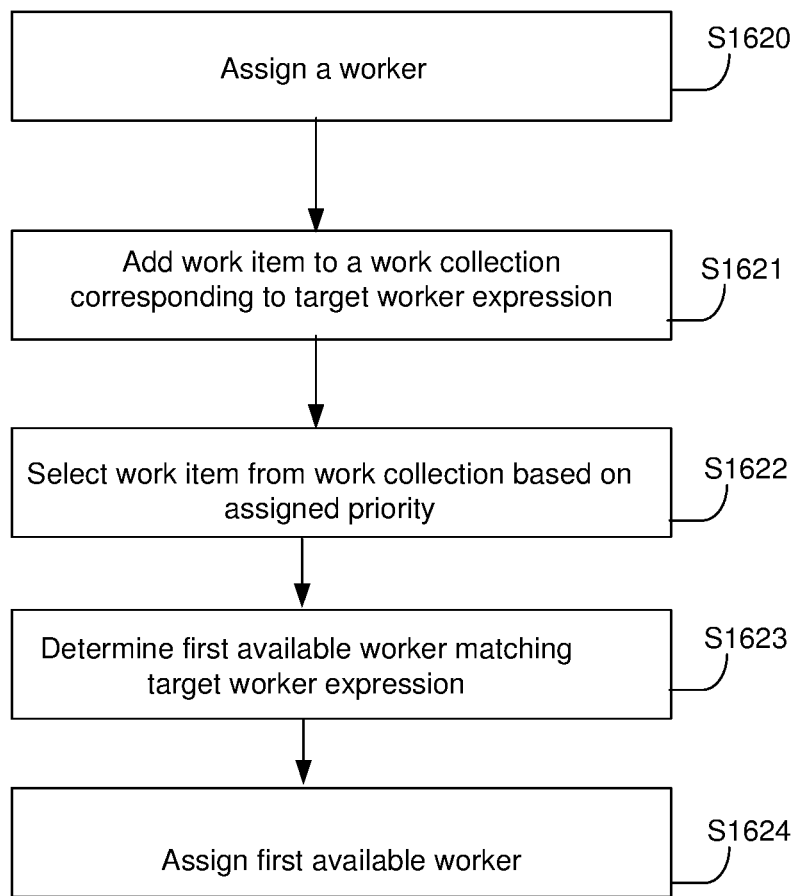 S1620
Assign a worker
Add work item to a work collection
corresponding to target worker expression
S1621
Select work item from work collection based on
assigned priority
S1622
Determine first available worker matching
target worker expression
S1623
Assign first available worker
S1624